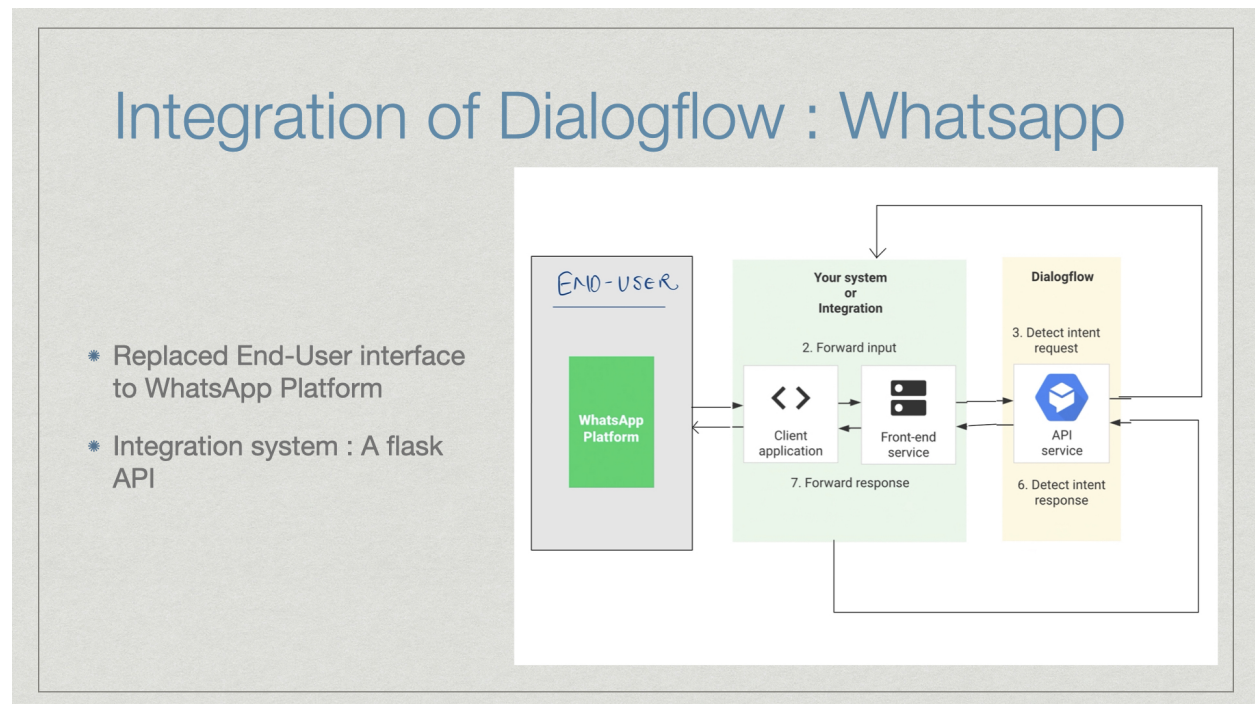 Integration of Dialogflow : Whatsapp
Replaced End-User interface
to WhatsApp Platform
Integration system : A flask
API
END-USER
WhatsApp
Platform
Your system
or
Integration
2. Forward input
Client
application
Front-end
service
7. Forward response
Dialogflow
3. Detect intent
request
API
service
6. Detect intent
response